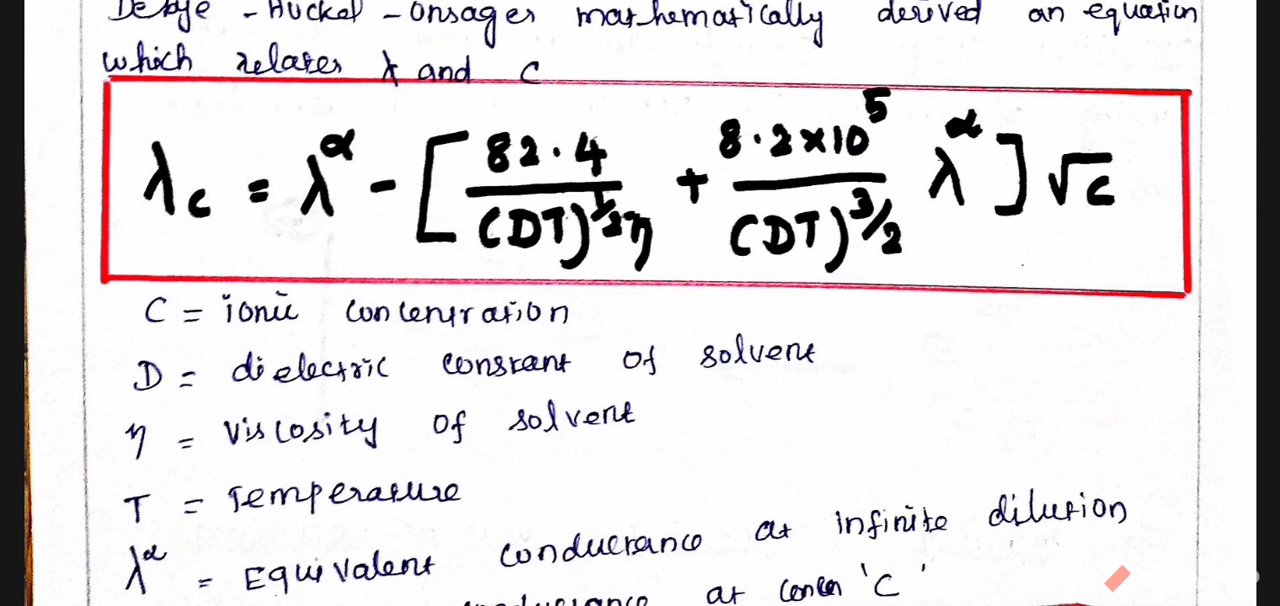 Debye - Huckel - Onsager mathematically derived an equation
which relates λ and C
λc = λ^α - [ 82.4 / (DT)^1/2 η + 8.2×10^5 / (DT)^3/2 λ^α ] √c
C = ionic concentration
D = dielectric constant of solvent
η = viscosity of solvent
T = Temperature
λ^α = Equivalent conductance at infinite dilution
conductance at concn 'C'